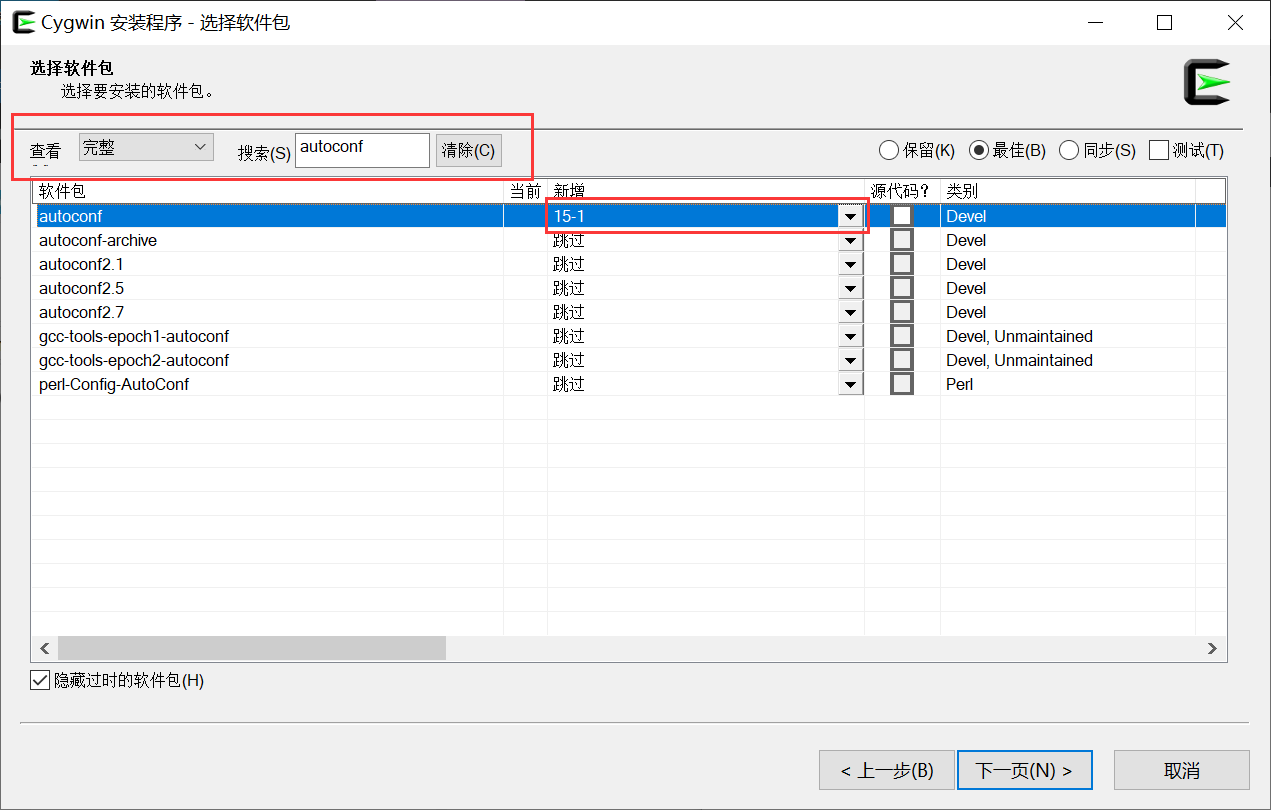 Cygwin 安装程序 - 选择软件包
选择软件包
选择要安装的软件包。
查看 完整 搜索(S) autoconf 清除(C) 保留(K) 最佳(B) 同步(S) 测试(T)
软件包 当前 新增 源代码? 类别
autoconf 15-1 Devel
autoconf-archive 跳过 Devel
autoconf2.1 跳过 Devel
autoconf2.5 跳过 Devel
autoconf2.7 跳过 Devel
gcc-tools-epoch1-autoconf 跳过 Devel, Unmaintained
gcc-tools-epoch2-autoconf 跳过 Devel, Unmaintained
perl-Config-AutoConf 跳过 Perl
隐藏过时的软件包(H)
< 上一步(B) 下一页(N) > 取消